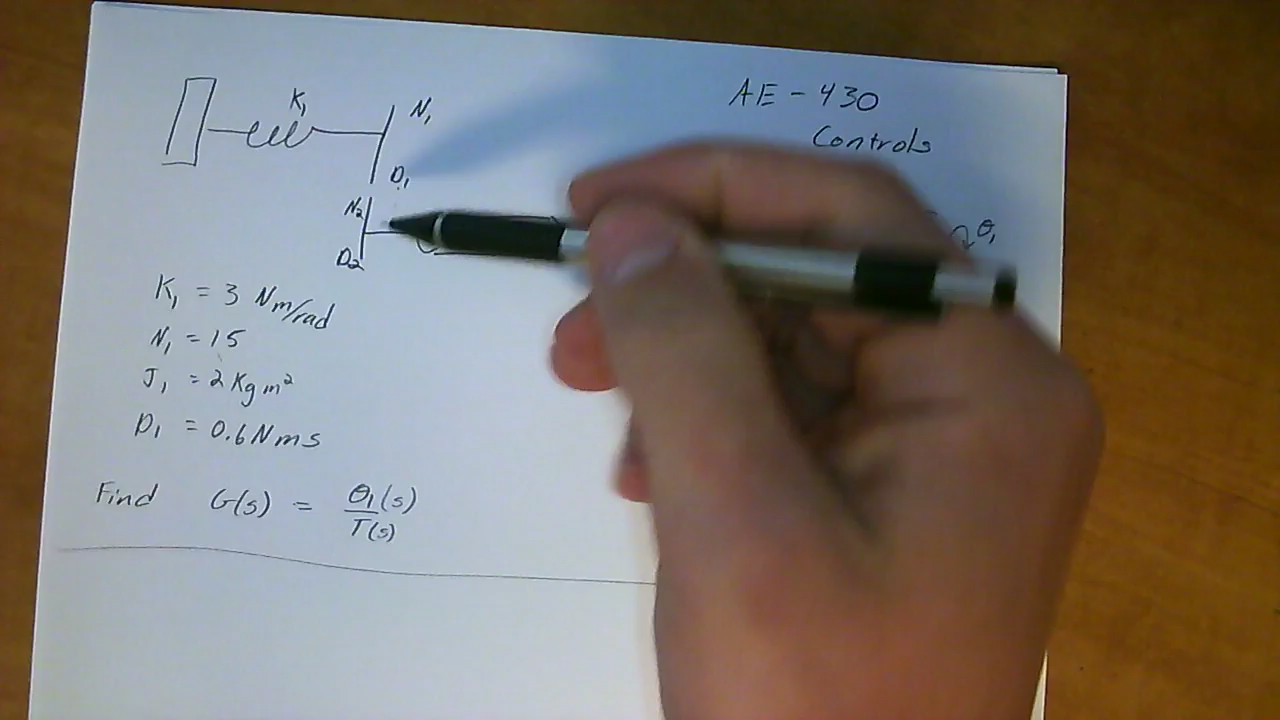 AE-430
Controls
K₁
N₁
D₁
N₂
D₂
θ₁
K₁ = 3 Nm/rad
N₁ = 15
J₁ = 2 Kg m²
D₁ = 0.6 Nms
Find G(s) = θ₁(s)/T(s)